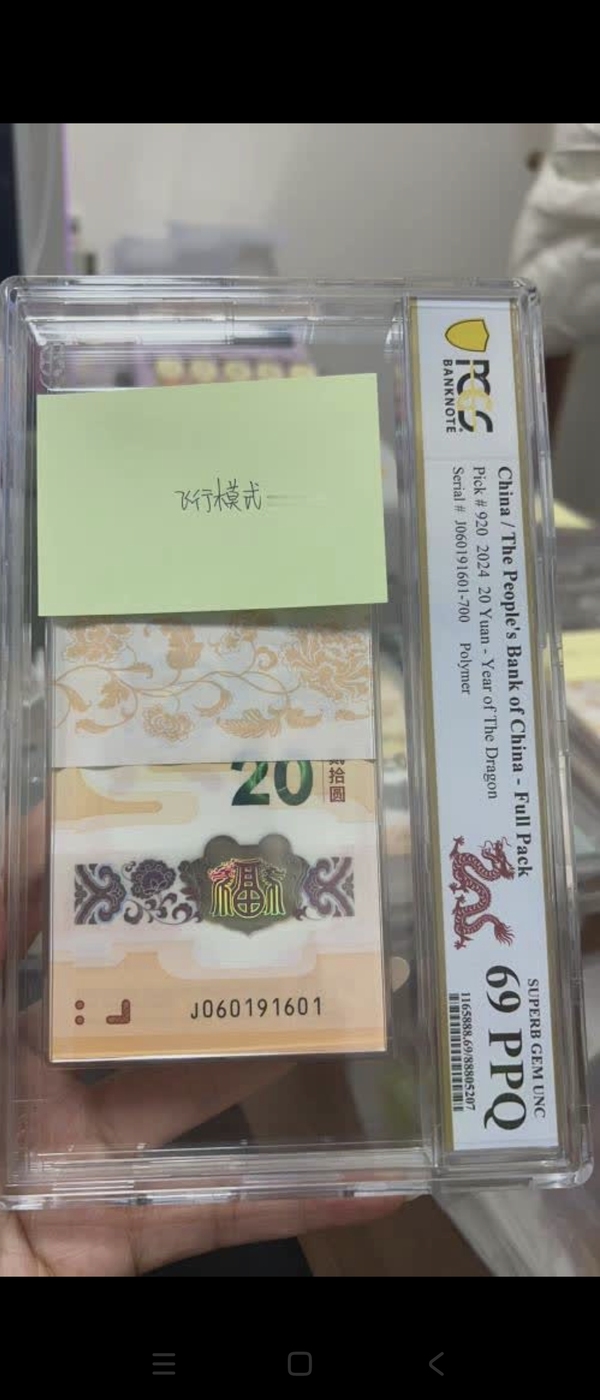 飞行模式
20
贰拾圆
福
J060191601
PCGS
BANKNOTE
China / The People's Bank of China - Full Pack
Pick # 920 2024 20 Yuan - Year of The Dragon
Serial # J060191601-700 Polymer
SUPERB GEM UNC
69 PPQ
1165888.69/88805207